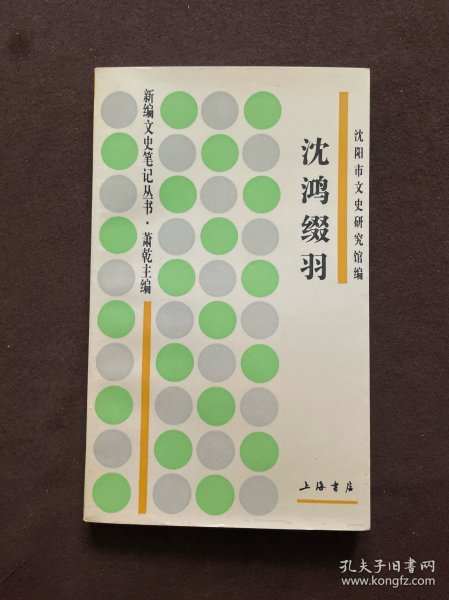 沈阳市文史研究馆编
沈鸿缀羽
新编文史笔记丛书·萧乾主编
上海书店
孔夫子旧书网
www.kongfz.com